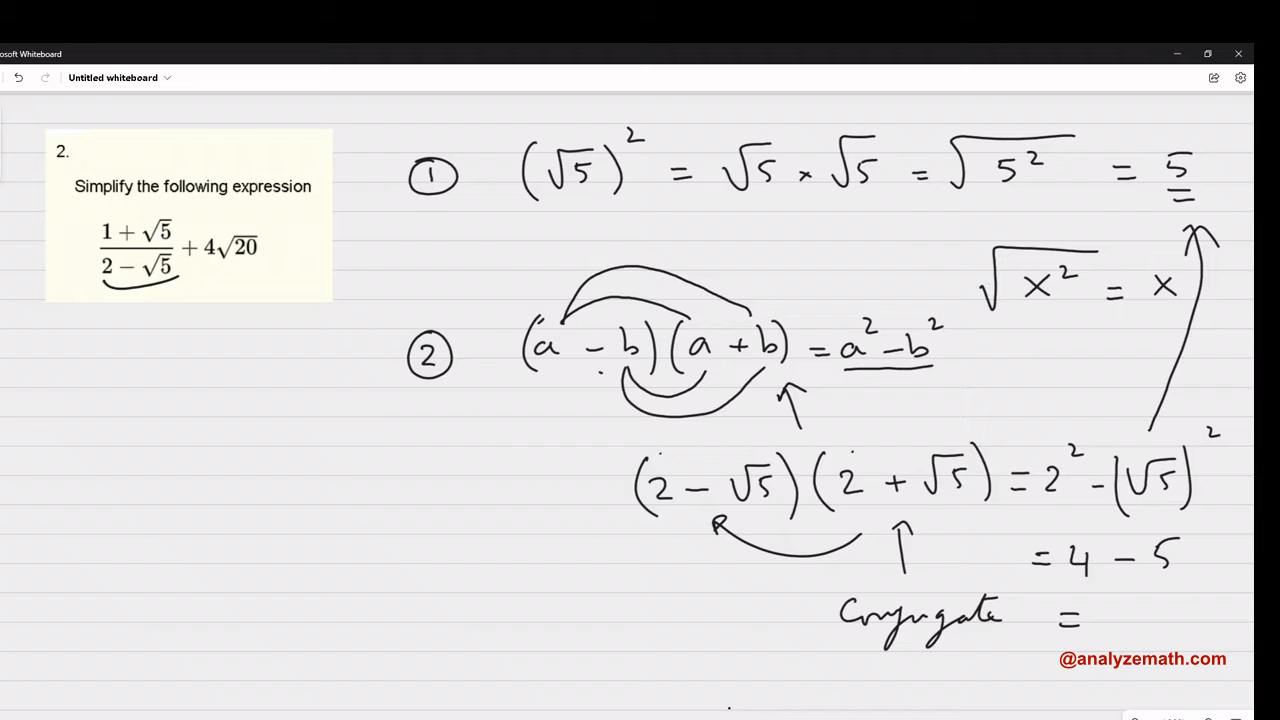 osoft Whiteboard
Untitled whiteboard
2.
Simplify the following expression
(1 + √5)/(2 − √5) + 4√20
① (√5)² = √5 × √5 = √5² = 5
√x² = x
② (a − b)(a + b) = a² − b²
(2 − √5)(2 + √5) = 2² − (√5)²
= 4 − 5
Conjugate =
@analyzemath.com